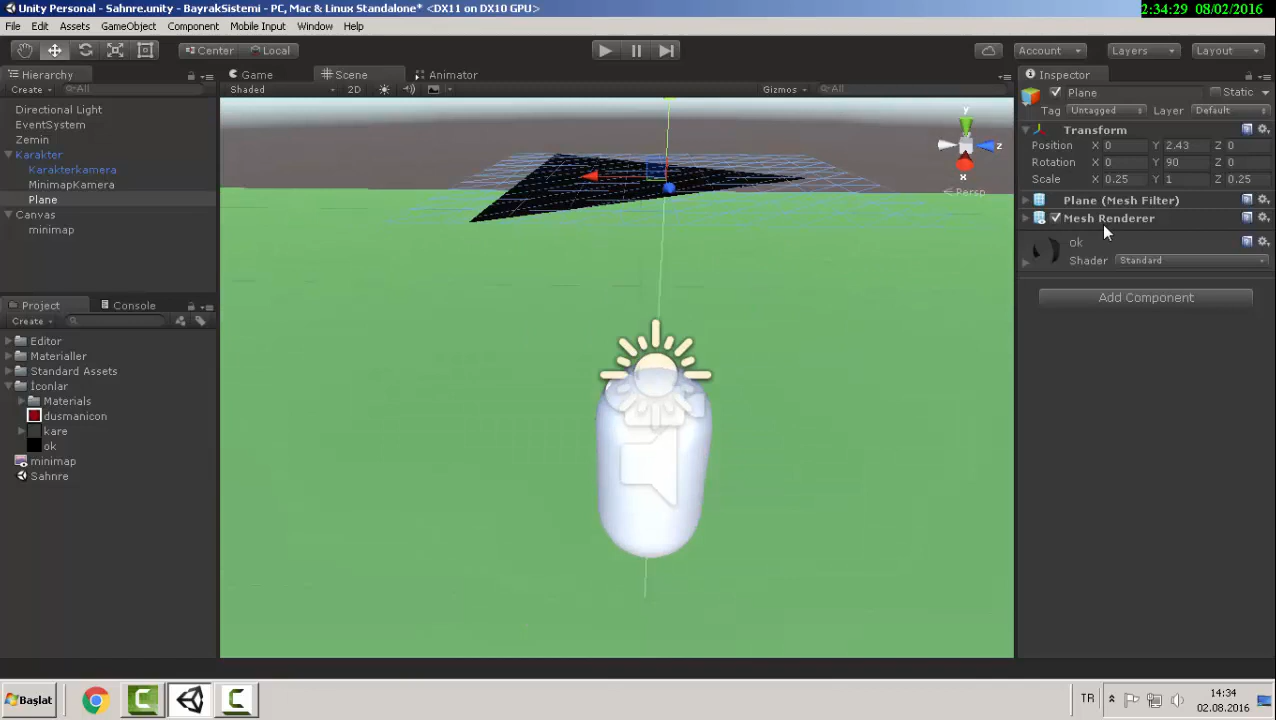 Unity Personal - Sahnre.unity - BayrakSistemi - PC, Mac & Linux Standalone* <DX11 on DX10 GPU>
2:34:29 08/02/2016
File Edit Assets GameObject Component Mobile Input Window Help
Center Local Account Layers Layout
Hierarchy Game Scene Animator Inspector
Create All Shaded 2D Gizmos All Plane Static
Tag Untagged Layer Default
Directional Light
EventSystem
Zemin
Karakter
Karakterkamera
MinimapKamera
Plane
Canvas
minimap
y
z
x
Persp
Transform
Position X 0 Y 2.43 Z 0
Rotation X 0 Y 90 Z 0
Scale X 0.25 Y 1 Z 0.25
Plane (Mesh Filter)
Mesh Renderer
ok
Shader Standard
Add Component
Project Console
Create
Editor
Materialler
Standard Assets
İconlar
Materials
dusmanicon
kare
ok
minimap
Sahnre
Başlat
TR
14:34
02.08.2016